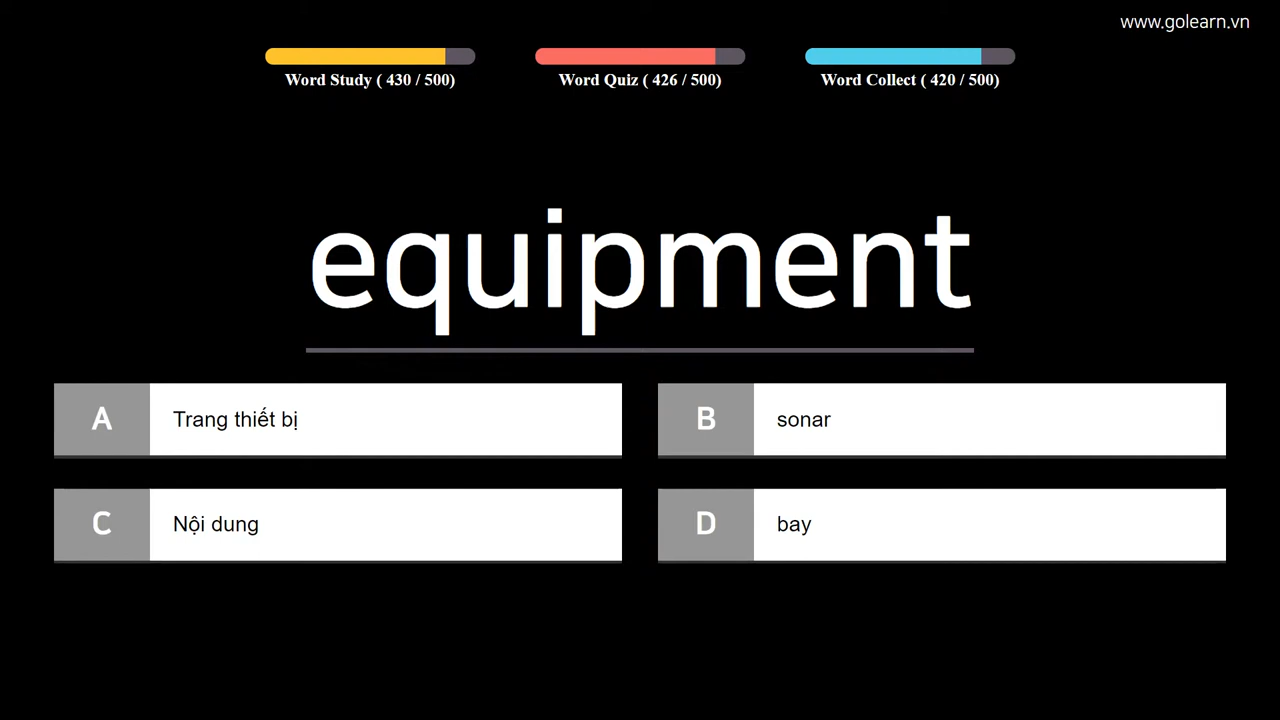 www.golearn.vn
Word Study ( 430 / 500)
Word Quiz ( 426 / 500)
Word Collect ( 420 / 500)
equipment
A Trang thiết bị
B sonar
C Nội dung
D bay